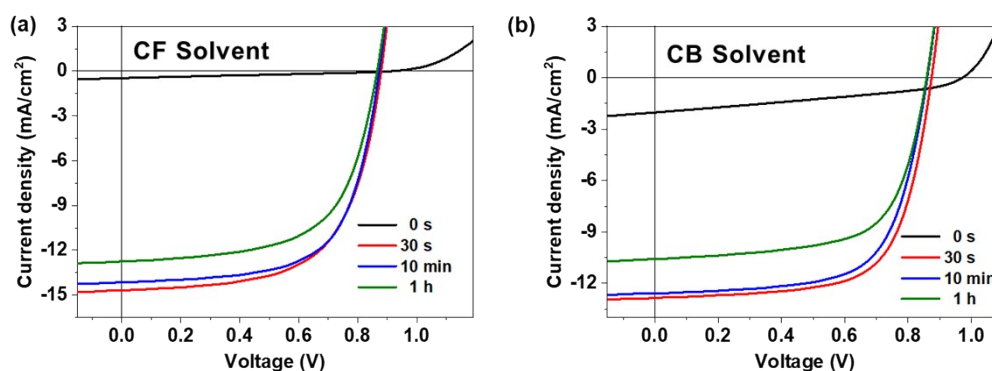 (a)
CF Solvent
Current density (mA/cm²)
3
0
-3
-6
-9
-12
-15
0 s
30 s
10 min
1 h
0.0
0.2
0.4
0.6
0.8
1.0
Voltage (V)
(b)
CB Solvent
Current density (mA/cm²)
3
0
-3
-6
-9
-12
0 s
30 s
10 min
1 h
0.0
0.2
0.4
0.6
0.8
1.0
Voltage (V)